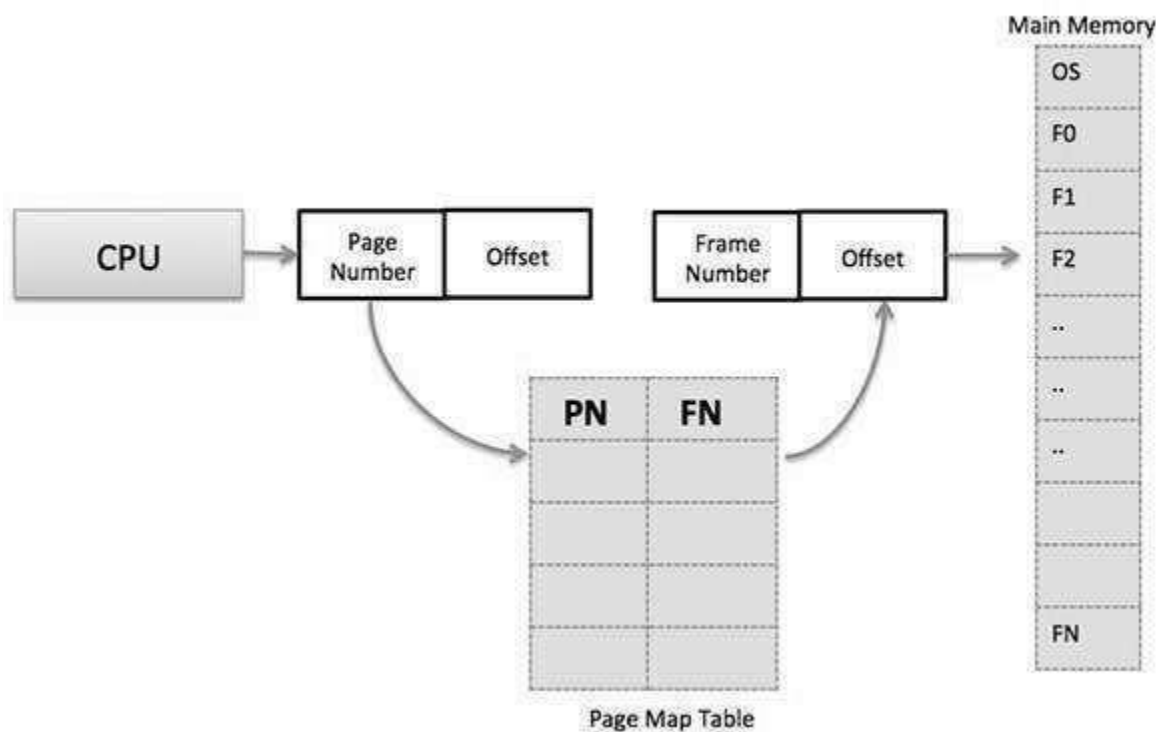 Main Memory
OS
F0
F1
F2
..
..
..
FN
CPU
Page
Number
Offset
Frame
Number
Offset
PN FN
Page Map Table